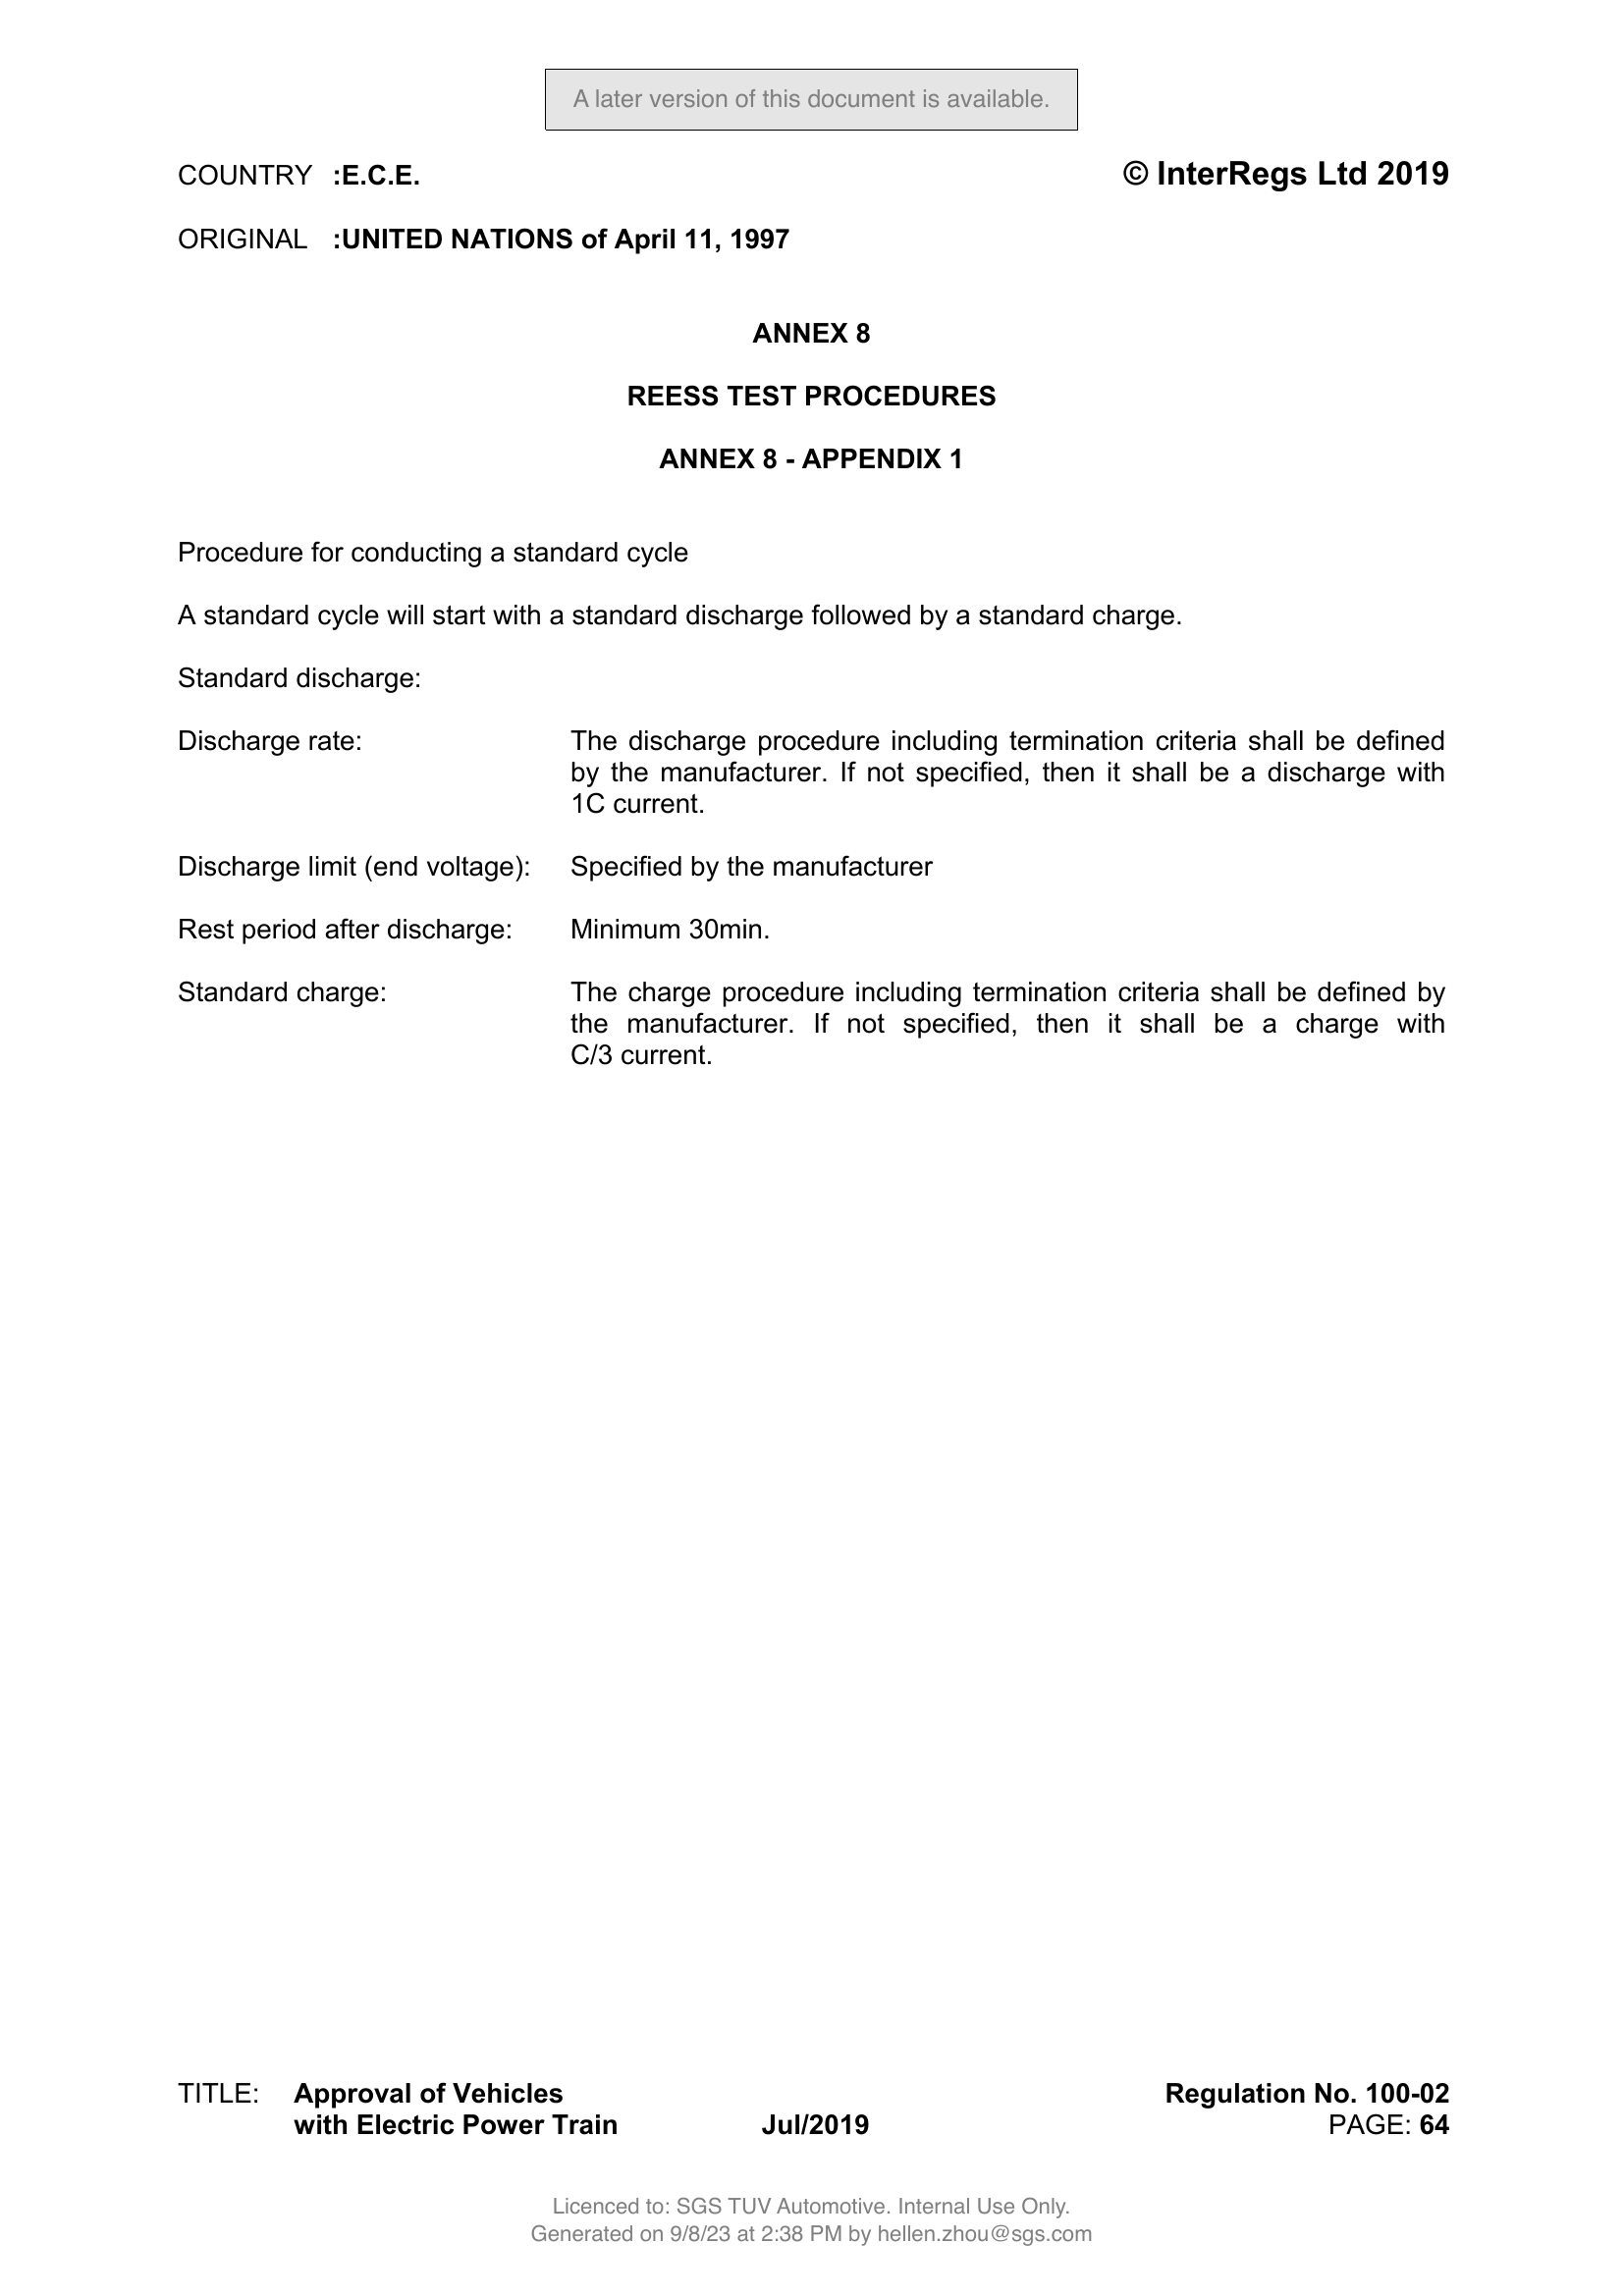 A later version of this document is available.
COUNTRY :E.C.E. © InterRegs Ltd 2019
ORIGINAL :UNITED NATIONS of April 11, 1997
ANNEX 8
REESS TEST PROCEDURES
ANNEX 8 - APPENDIX 1
Procedure for conducting a standard cycle
A standard cycle will start with a standard discharge followed by a standard charge.
Standard discharge:
Discharge rate: The discharge procedure including termination criteria shall be defined
by the manufacturer. If not specified, then it shall be a discharge with
1C current.
Discharge limit (end voltage): Specified by the manufacturer
Rest period after discharge: Minimum 30min.
Standard charge: The charge procedure including termination criteria shall be defined by
the manufacturer. If not specified, then it shall be a charge with
C/3 current.
TITLE: Approval of Vehicles Regulation No. 100-02
with Electric Power Train Jul/2019 PAGE: 64
Licenced to: SGS TUV Automotive. Internal Use Only.
Generated on 9/8/23 at 2:38 PM by hellen.zhou@sgs.com